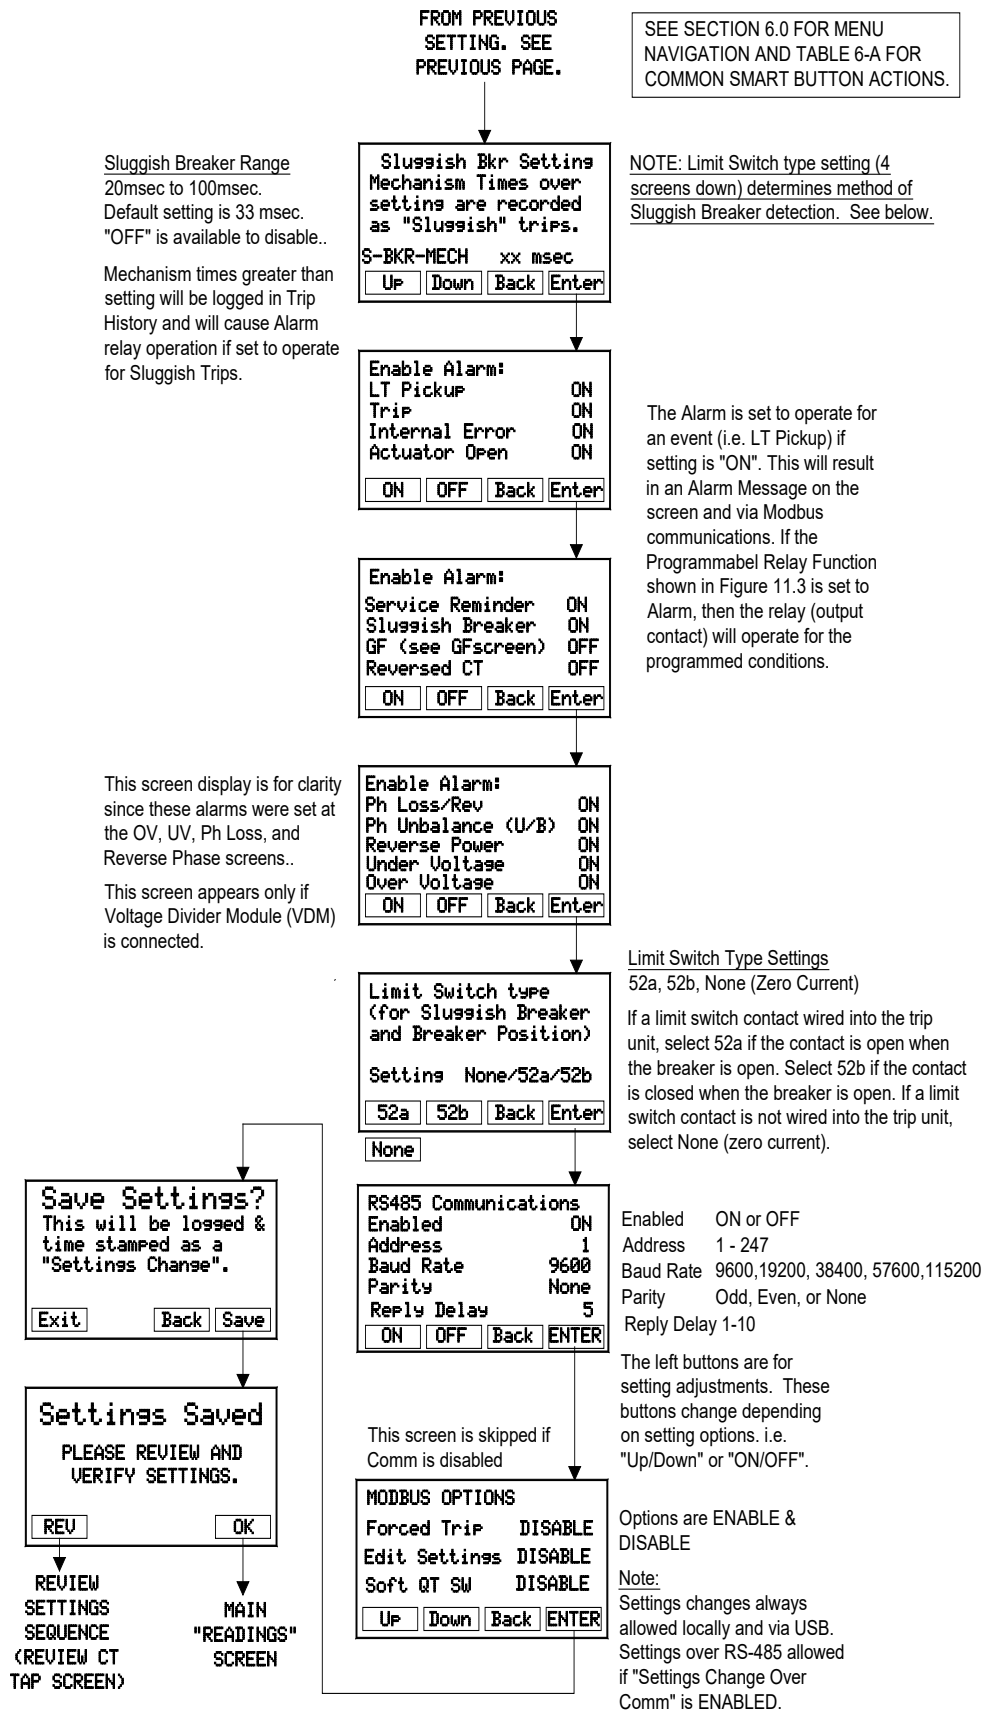 FROM PREVIOUS
SETTING. SEE
PREVIOUS PAGE.
SEE SECTION 6.0 FOR MENU
NAVIGATION AND TABLE 6-A FOR
COMMON SMART BUTTON ACTIONS.
Sluggish Breaker Range
20msec to 100msec.
Default setting is 33 msec.
"OFF" is available to disable..
Mechanism times greater than
setting will be logged in Trip
History and will cause Alarm
relay operation if set to operate
for Sluggish Trips.
Sluggish Bkr Setting
Mechanism Times over
setting are recorded
as "Sluggish" trips.
S-BKR-MECH xx msec
Up Down Back Enter
NOTE: Limit Switch type setting (4
screens down) determines method of
Sluggish Breaker detection. See below.
Enable Alarm:
LT Pickup ON
Trip ON
Internal Error ON
Actuator Open ON
ON OFF Back Enter
The Alarm is set to operate for
an event (i.e. LT Pickup) if
setting is "ON". This will result
in an Alarm Message on the
screen and via Modbus
communications. If the
Programmabel Relay Function
shown in Figure 11.3 is set to
Alarm, then the relay (output
contact) will operate for the
programmed conditions.
Enable Alarm:
Service Reminder ON
Sluggish Breaker ON
GF (see GFscreen) OFF
Reversed CT OFF
ON OFF Back Enter
This screen display is for clarity
since these alarms were set at
the OV, UV, Ph Loss, and
Reverse Phase screens..
This screen appears only if
Voltage Divider Module (VDM)
is connected.
Enable Alarm:
Ph Loss/Rev ON
Ph Unbalance (U/B) ON
Reverse Power ON
Under Voltage ON
Over Voltage ON
ON OFF Back Enter
Limit Switch type
(for Sluggish Breaker
and Breaker Position)
Setting None/52a/52b
52a 52b Back Enter
None
Limit Switch Type Settings
52a, 52b, None (Zero Current)
If a limit switch contact wired into the trip
unit, select 52a if the contact is open when
the breaker is open. Select 52b if the contact
is closed when the breaker is open. If a limit
switch contact is not wired into the trip unit,
select None (zero current).
Save Settings?
This will be logged &
time stamped as a
"Settings Change".
Exit Back Save
RS485 Communications
Enabled ON
Address 1
Baud Rate 9600
Parity None
Reply Delay 5
ON OFF Back ENTER
Enabled ON or OFF
Address 1 - 247
Baud Rate 9600,19200, 38400, 57600,115200
Parity Odd, Even, or None
Reply Delay 1-10
The left buttons are for
setting adjustments. These
buttons change depending
on setting options. i.e.
"Up/Down" or "ON/OFF".
Settings Saved
PLEASE REVIEW AND
VERIFY SETTINGS.
REV OK
This screen is skipped if
Comm is disabled
MODBUS OPTIONS
Forced Trip DISABLE
Edit Settings DISABLE
Soft QT SW DISABLE
Up Down Back ENTER
Options are ENABLE &
DISABLE
Note:
Settings changes always
allowed locally and via USB.
Settings over RS-485 allowed
if "Settings Change Over
Comm" is ENABLED.
REVIEW
SETTINGS
SEQUENCE
(REVIEW CT
TAP SCREEN)
MAIN
"READINGS"
SCREEN